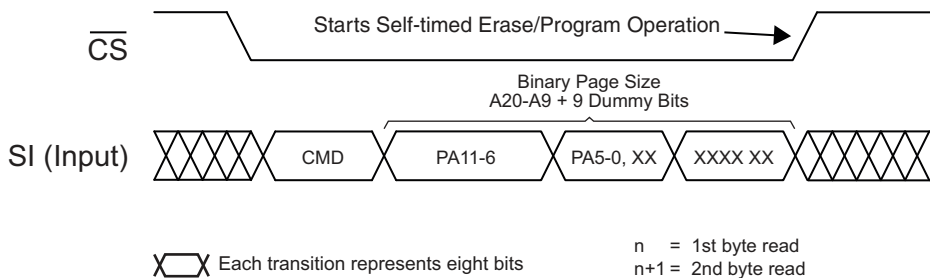 Starts Self-timed Erase/Program Operation
CS
Binary Page Size
A20-A9 + 9 Dummy Bits
SI (Input)
CMD
PA11-6
PA5-0, XX
XXXX XX
Each transition represents eight bits
n = 1st byte read
n+1 = 2nd byte read